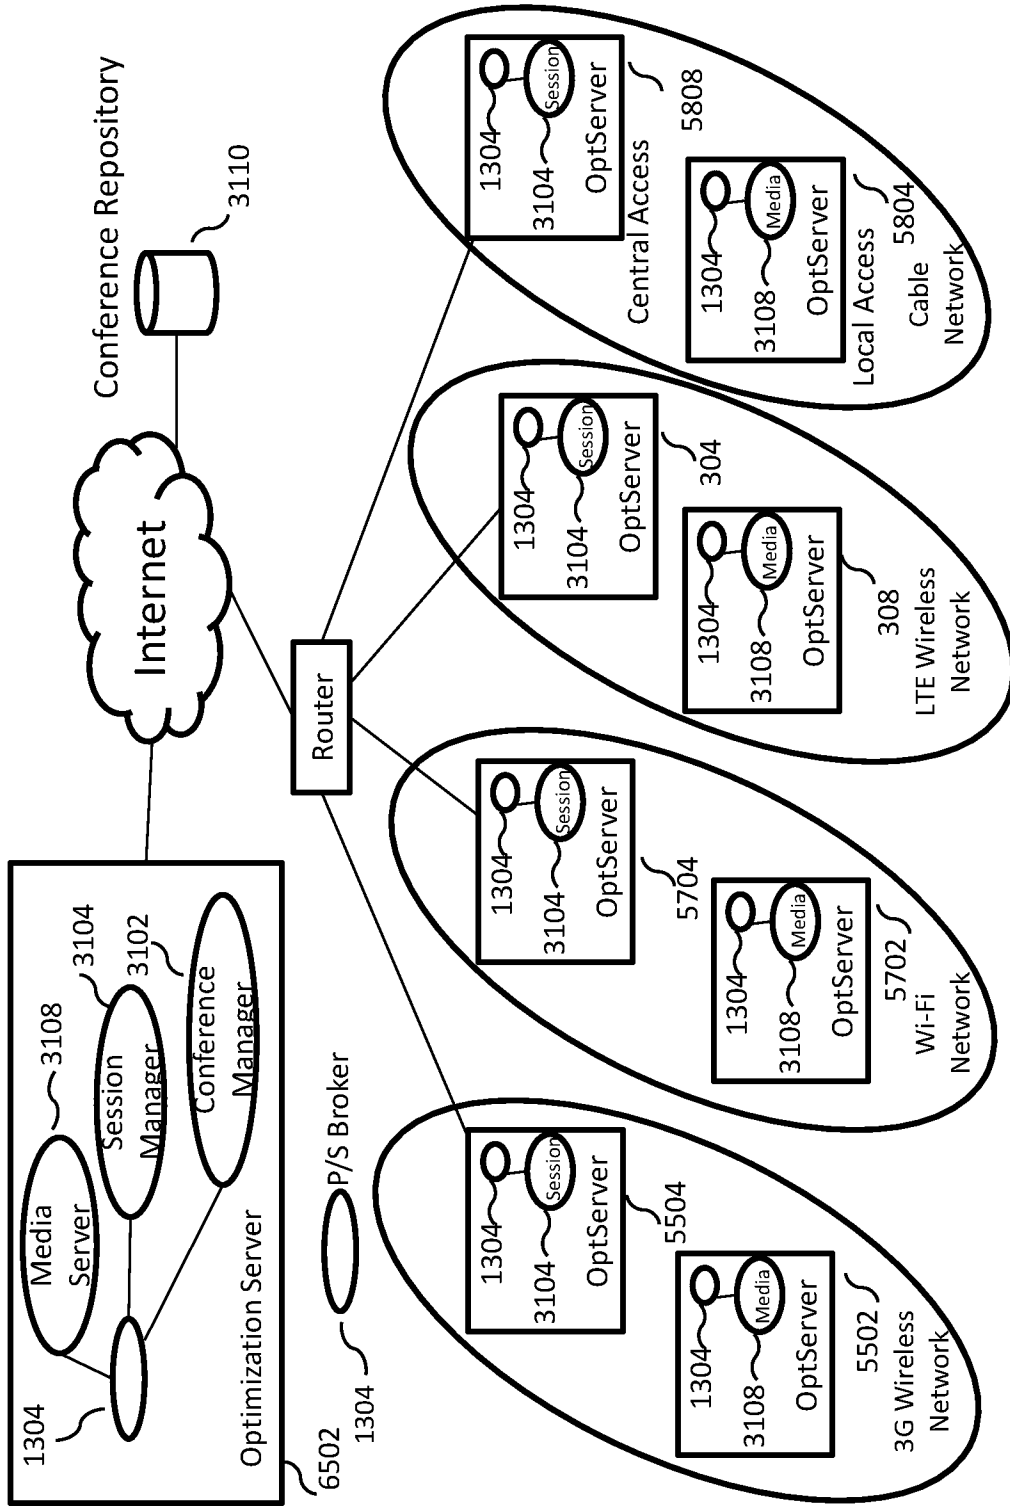 1304
Media
Server
3108
Session
Manager
3104
Conference
Manager
3102
Optimization Server
6502
Internet
Conference Repository
3110
1304
P/S Broker
Router
1304
3104
Session
OptServer
5504
1304
3108
Media
OptServer
5502
3G Wireless
Network
1304
3104
Session
OptServer
5704
1304
3108
Media
OptServer
5702
Wi-Fi
Network
1304
3104
Session
OptServer
304
1304
3108
Media
OptServer
308
LTE Wireless
Network
1304
3104
Session
OptServer
5808
Central Access
1304
3108
Media
OptServer
5804
Local Access
Cable
Network